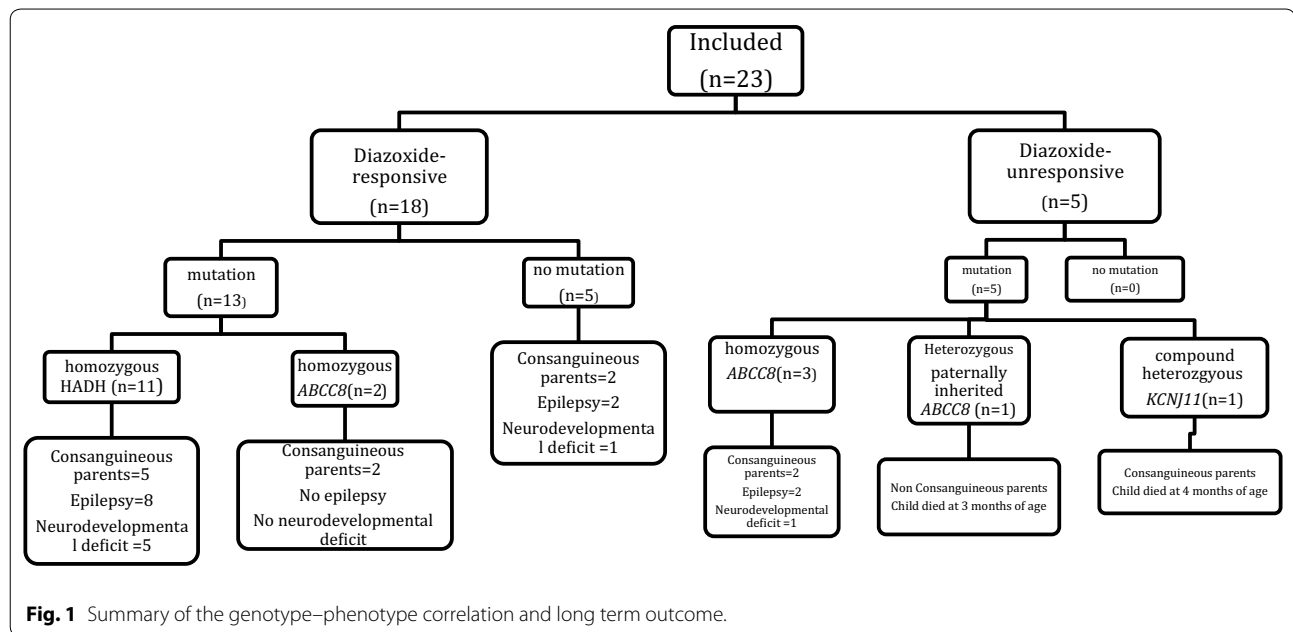 Included
(n=23)
Diazoxide-
responsive
(n=18)
Diazoxide-
unresponsive
(n=5)
mutation
(n=13)
no mutation
(n=5)
mutation
(n=5)
no mutation
(n=0)
homozygous
HADH (n=11)
homozygous
ABCC8(n=2)
Consanguineous
parents=2
Epilepsy=2
Neurodevelopmenta
l deficit =1
homozygous
ABCC8(n=3)
Heterozygous
paternally
inherited
ABCC8 (n=1)
compound
heterozgyous
KCNJ11(n=1)
Consanguineous
parents=5
Epilepsy=8
Neurodevelopmenta
l deficit =5
Consanguineous
parents=2
No epilepsy
No neurodevelopmental
deficit
Consanguineous
parents=2
Epilepsy=2
Neurodevelopmental
deficit =1
Non Consanguineous parents
Child died at 3 months of age
Consanguineous parents
Child died at 4 months of age
Fig. 1 Summary of the genotype–phenotype correlation and long term outcome.